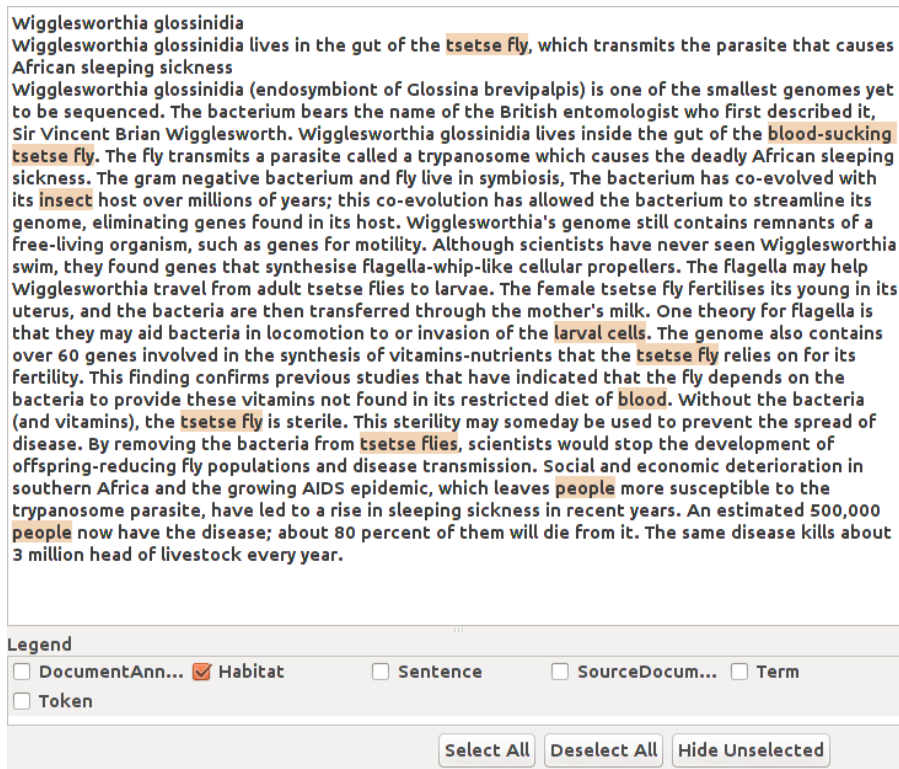 Wigglesworthia glossinidia
Wigglesworthia glossinidia lives in the gut of the tsetse fly, which transmits the parasite that causes
African sleeping sickness
Wigglesworthia glossinidia (endosymbiont of Glossina brevipalpis) is one of the smallest genomes yet
to be sequenced. The bacterium bears the name of the British entomologist who first described it,
Sir Vincent Brian Wigglesworth. Wigglesworthia glossinidia lives inside the gut of the blood-sucking
tsetse fly. The fly transmits a parasite called a trypanosome which causes the deadly African sleeping
sickness. The gram negative bacterium and fly live in symbiosis, The bacterium has co-evolved with
its insect host over millions of years; this co-evolution has allowed the bacterium to streamline its
genome, eliminating genes found in its host. Wigglesworthia's genome still contains remnants of a
free-living organism, such as genes for motility. Although scientists have never seen Wigglesworthia
swim, they found genes that synthesise flagella-whip-like cellular propellers. The flagella may help
Wigglesworthia travel from adult tsetse flies to larvae. The female tsetse fly fertilises its young in its
uterus, and the bacteria are then transferred through the mother's milk. One theory for flagella is
that they may aid bacteria in locomotion to or invasion of the larval cells. The genome also contains
over 60 genes involved in the synthesis of vitamins-nutrients that the tsetse fly relies on for its
fertility. This finding confirms previous studies that have indicated that the fly depends on the
bacteria to provide these vitamins not found in its restricted diet of blood. Without the bacteria
(and vitamins), the tsetse fly is sterile. This sterility may someday be used to prevent the spread of
disease. By removing the bacteria from tsetse flies, scientists would stop the development of
offspring-reducing fly populations and disease transmission. Social and economic deterioration in
southern Africa and the growing AIDS epidemic, which leaves people more susceptible to the
trypanosome parasite, have led to a rise in sleeping sickness in recent years. An estimated 500,000
people now have the disease; about 80 percent of them will die from it. The same disease kills about
3 million head of livestock every year.
Legend
DocumentAnn... Habitat Sentence SourceDocum... Term
Token
Select All Deselect All Hide Unselected